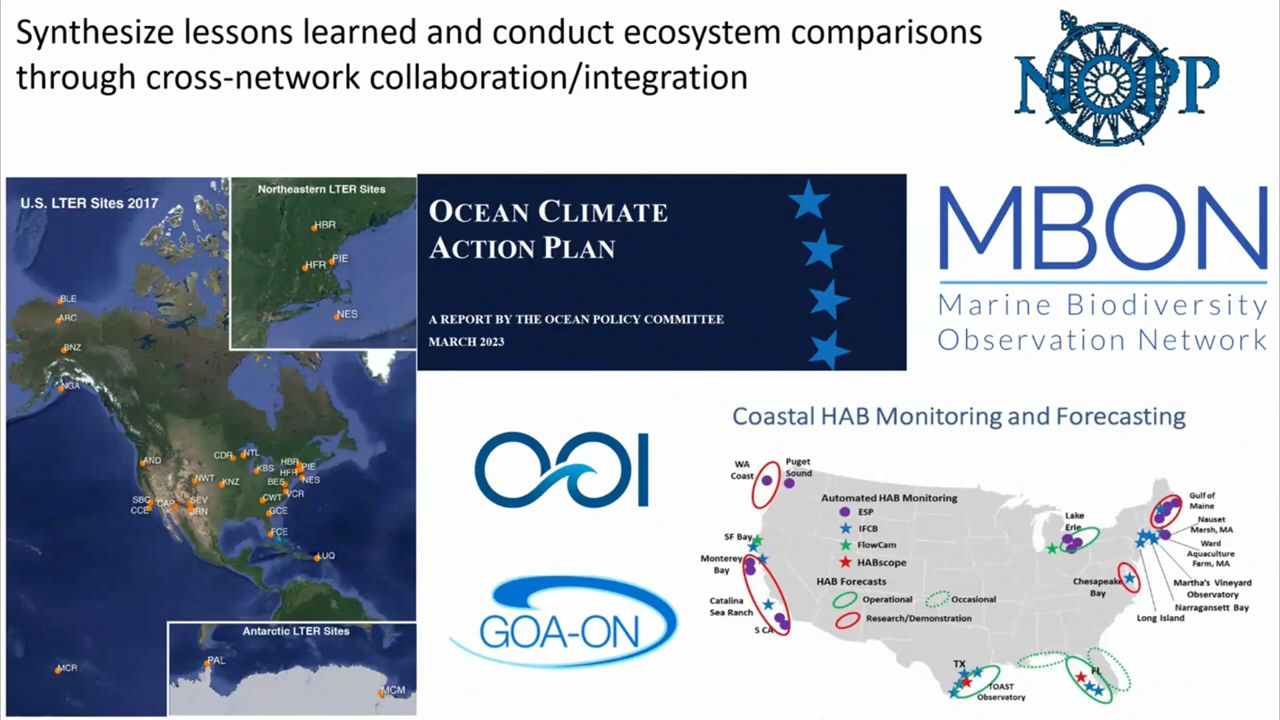 Synthesize lessons learned and conduct ecosystem comparisons
through cross-network collaboration/integration
NOPP
U.S. LTER Sites 2017
Northeastern LTER Sites
HBR
HFR
PIE
NES
BLE
ARC
BNZ
NGA
AND
CDR
NTL
KBS
HBR
HFR
PIE
NES
BES
VCR
NWT
KNZ
SBC
CCE
CAP
SEV
JRN
CWT
GCE
FCE
LUQ
MCR
Antarctic LTER Sites
PAL
MCM
OCEAN CLIMATE
ACTION PLAN
A REPORT BY THE OCEAN POLICY COMMITTEE
MARCH 2023
MBON
Marine Biodiversity
Observation Network
OOI
GOA-ON
Coastal HAB Monitoring and Forecasting
WA
Coast
Puget
Sound
Automated HAB Monitoring
ESP
IFCB
FlowCam
HABscope
HAB Forecasts
Operational
Occasional
Research/Demonstration
SF Bay
Monterey
Bay
Catalina
Sea Ranch
S CA
Lake
Erie
Gulf of
Maine
Nauset
Marsh, MA
Ward
Aquaculture
Farm, MA
Martha's Vineyard
Observatory
Narragansett Bay
Long Island
Chesapeake
Bay
TX
TOAST
Observatory
FL